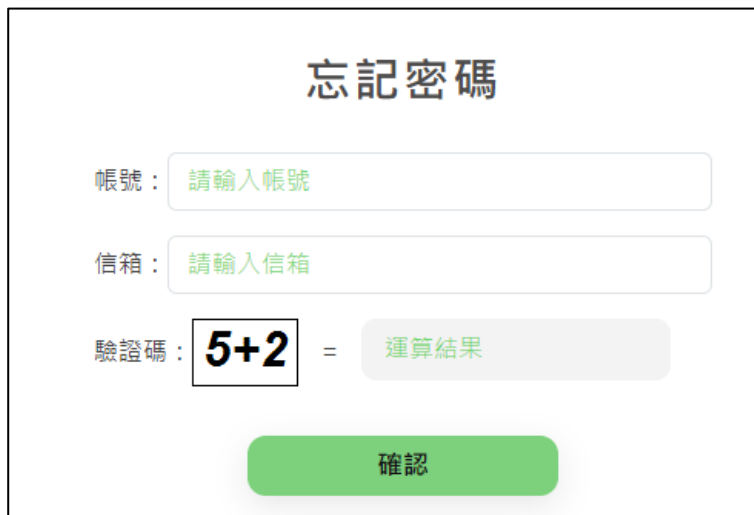 忘記密碼
帳號： 請輸入帳號
信箱： 請輸入信箱
驗證碼： 5+2 = 運算結果
確認